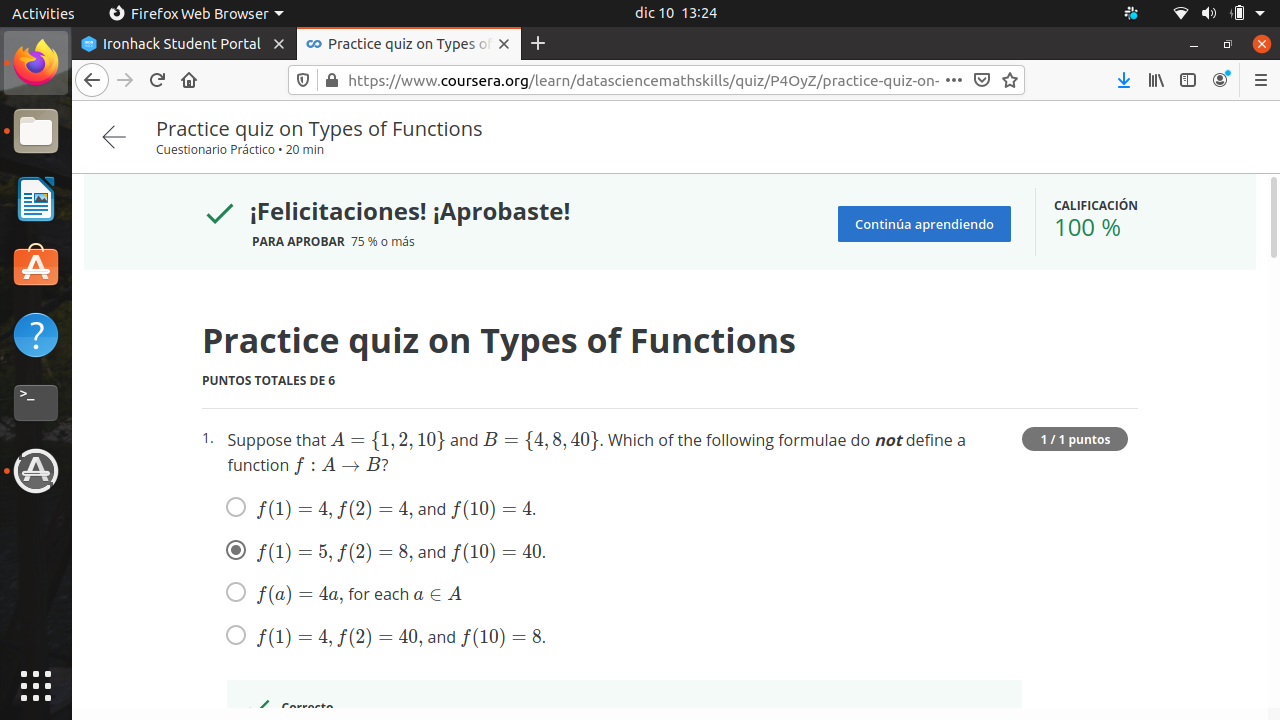 Activities
Firefox Web Browser
dic 10 13:24
Ironhack Student Portal
Practice quiz on Types of
https://www.coursera.org/learn/datasciencemathskills/quiz/P4OyZ/practice-quiz-on-
Practice quiz on Types of Functions
Cuestionario Práctico • 20 min
¡Felicitaciones! ¡Aprobaste!
PARA APROBAR 75 % o más
Continúa aprendiendo
CALIFICACIÓN
100 %
Practice quiz on Types of Functions
PUNTOS TOTALES DE 6
1. Suppose that A = {1, 2, 10} and B = {4, 8, 40}. Which of the following formulae do not define a
function f : A → B?
1 / 1 puntos
f(1) = 4, f(2) = 4, and f(10) = 4.
f(1) = 5, f(2) = 8, and f(10) = 40.
f(a) = 4a, for each a ∈ A
f(1) = 4, f(2) = 40, and f(10) = 8.
Correcto